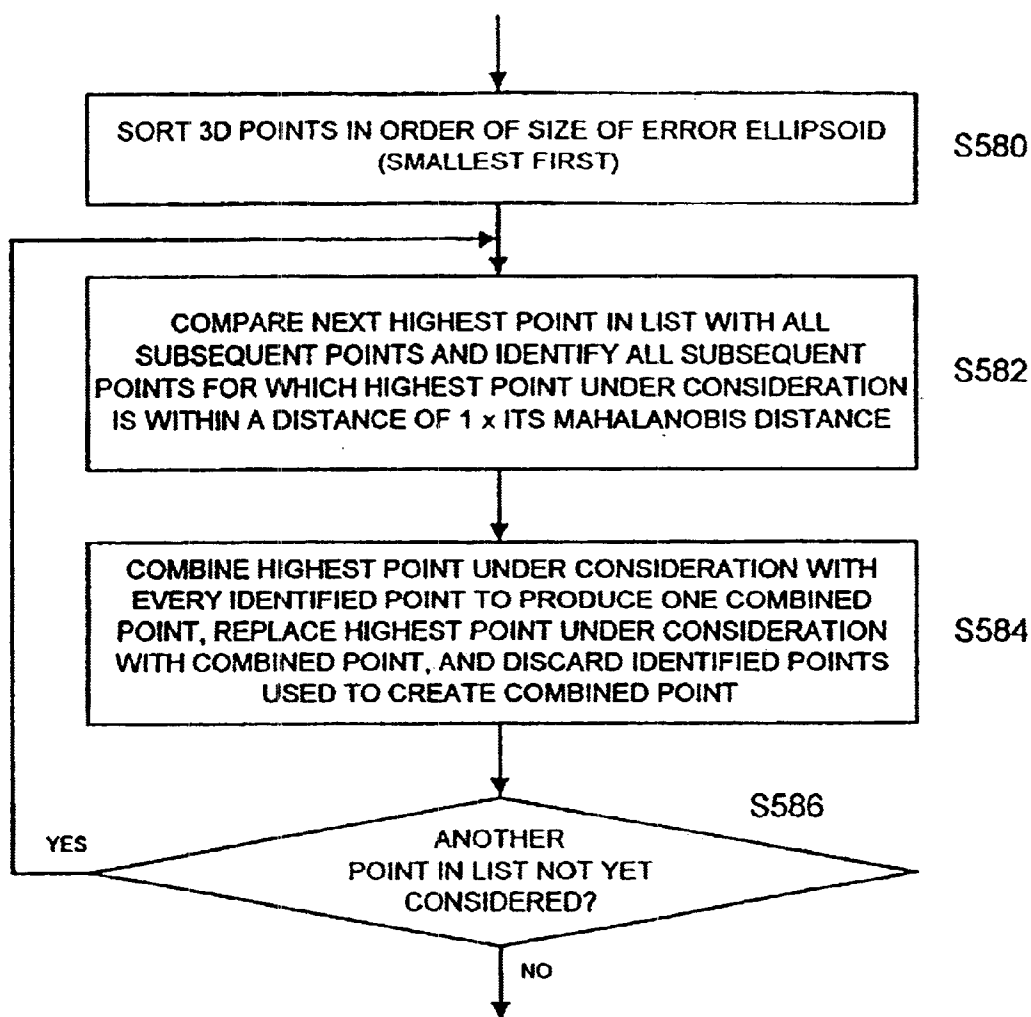 SORT 3D POINTS IN ORDER OF SIZE OF ERROR ELLIPSOID
(SMALLEST FIRST)
S580
COMPARE NEXT HIGHEST POINT IN LIST WITH ALL
SUBSEQUENT POINTS AND IDENTIFY ALL SUBSEQUENT
POINTS FOR WHICH HIGHEST POINT UNDER CONSIDERATION
IS WITHIN A DISTANCE OF 1 x ITS MAHALANOBIS DISTANCE
S582
COMBINE HIGHEST POINT UNDER CONSIDERATION WITH
EVERY IDENTIFIED POINT TO PRODUCE ONE COMBINED
POINT, REPLACE HIGHEST POINT UNDER CONSIDERATION
WITH COMBINED POINT, AND DISCARD IDENTIFIED POINTS
USED TO CREATE COMBINED POINT
S584
S586
YES
ANOTHER
POINT IN LIST NOT YET
CONSIDERED?
NO